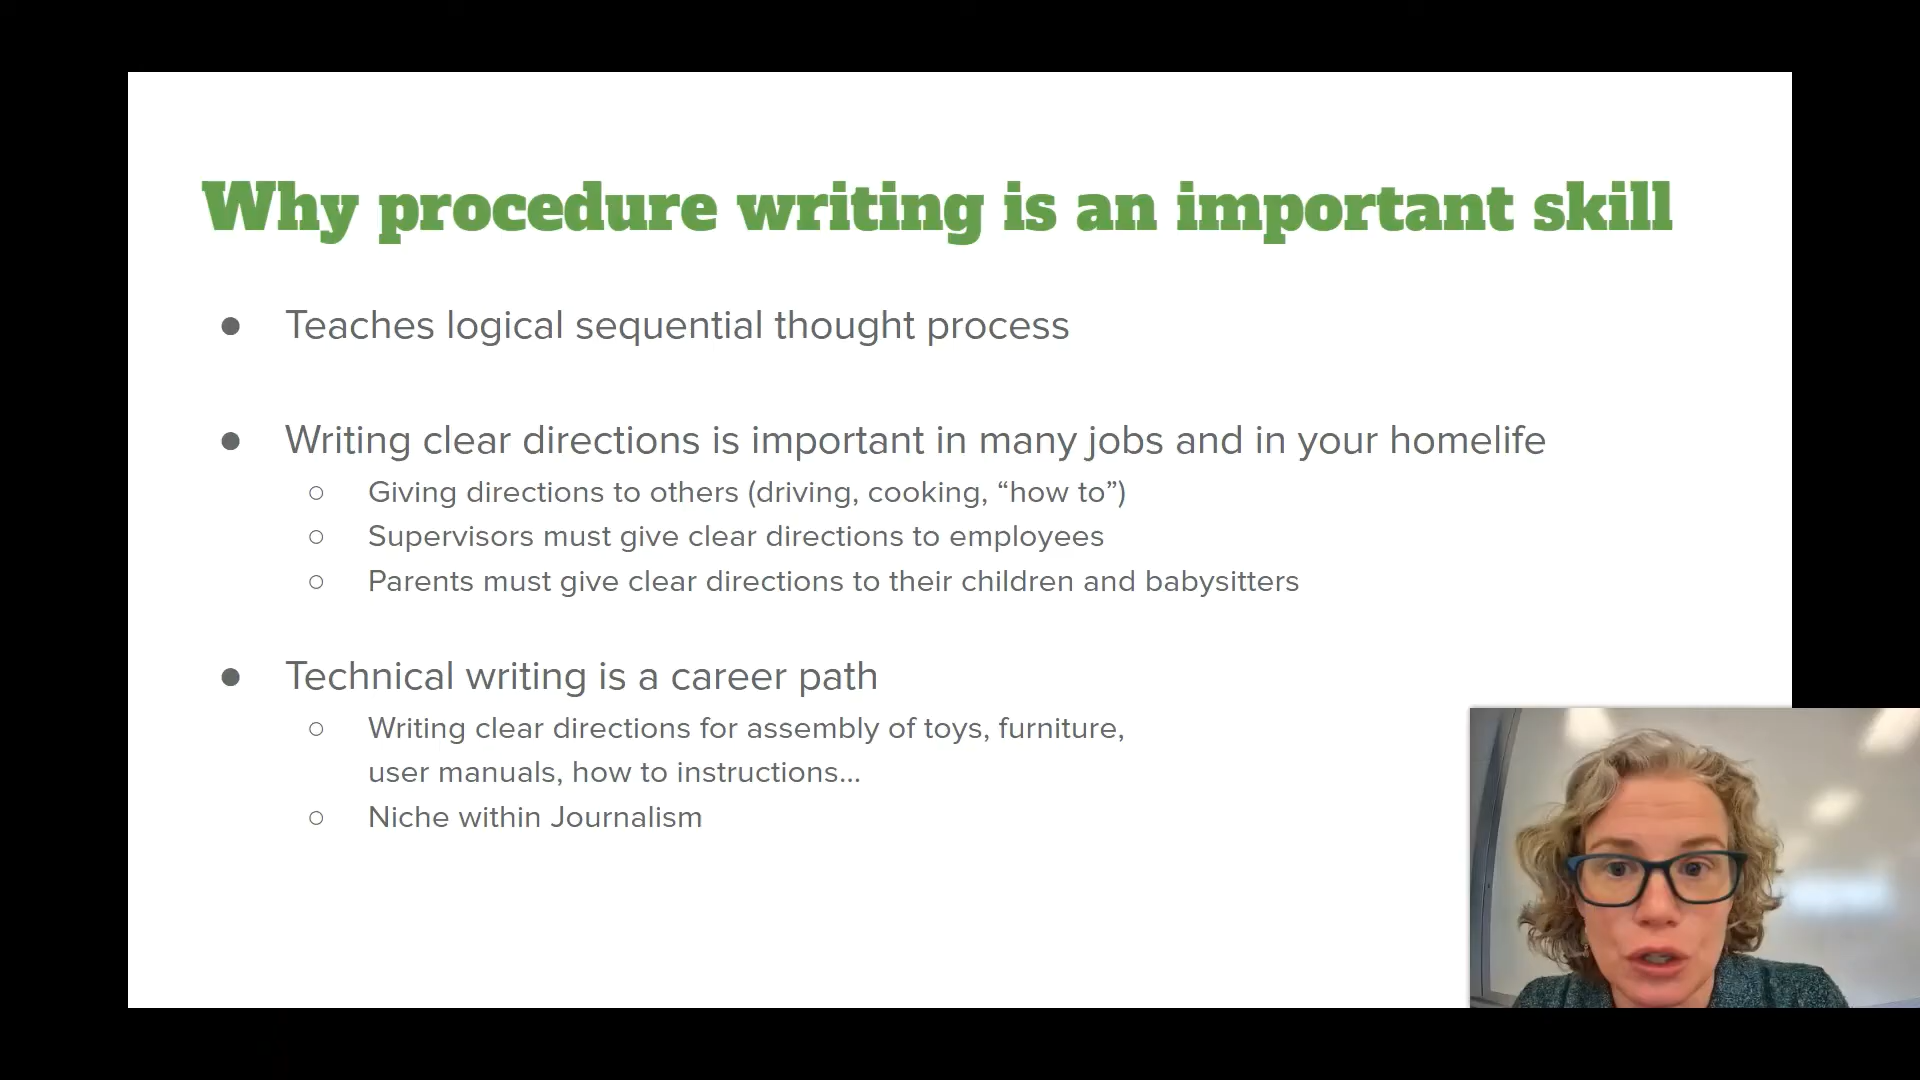 Why procedure writing is an important skill
● Teaches logical sequential thought process
● Writing clear directions is important in many jobs and in your homelife
○ Giving directions to others (driving, cooking, “how to”)
○ Supervisors must give clear directions to employees
○ Parents must give clear directions to their children and babysitters
● Technical writing is a career path
○ Writing clear directions for assembly of toys, furniture,
user manuals, how to instructions...
○ Niche within Journalism